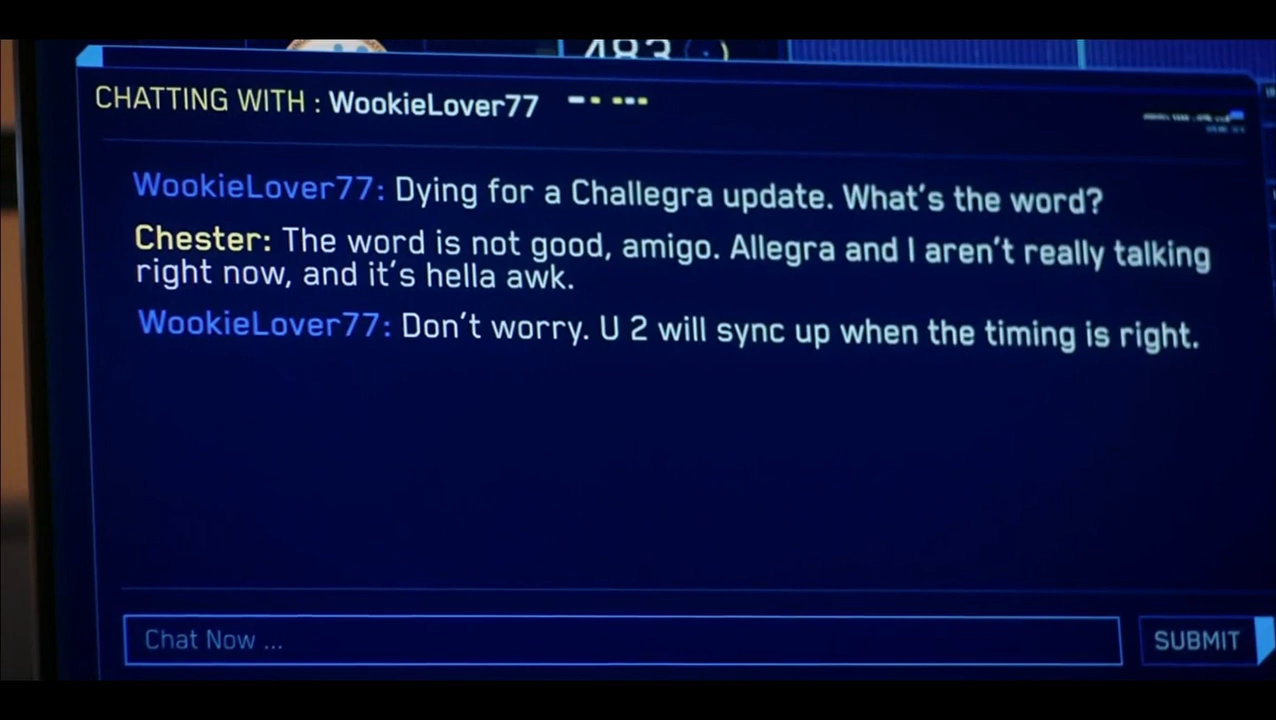 483
CHATTING WITH : WookieLover77
WookieLover77: Dying for a Challegra update. What's the word?
Chester: The word is not good, amigo. Allegra and I aren't really talking
right now, and it's hella awk.
WookieLover77: Don't worry. U 2 will sync up when the timing is right.
Chat Now ...
SUBMIT